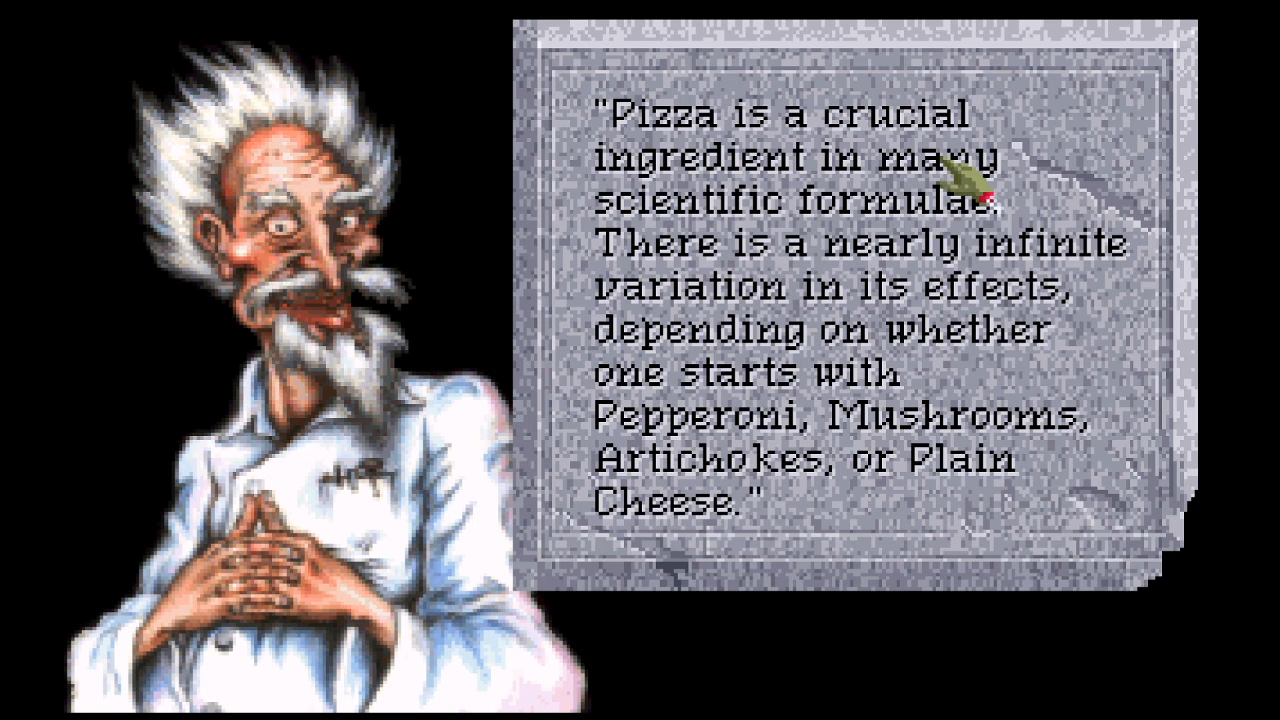 "Pizza is a crucial
ingredient in many
scientific formulae.
There is a nearly infinite
variation in its effects,
depending on whether
one starts with
Pepperoni, Mushrooms,
Artichokes, or Plain
Cheese."